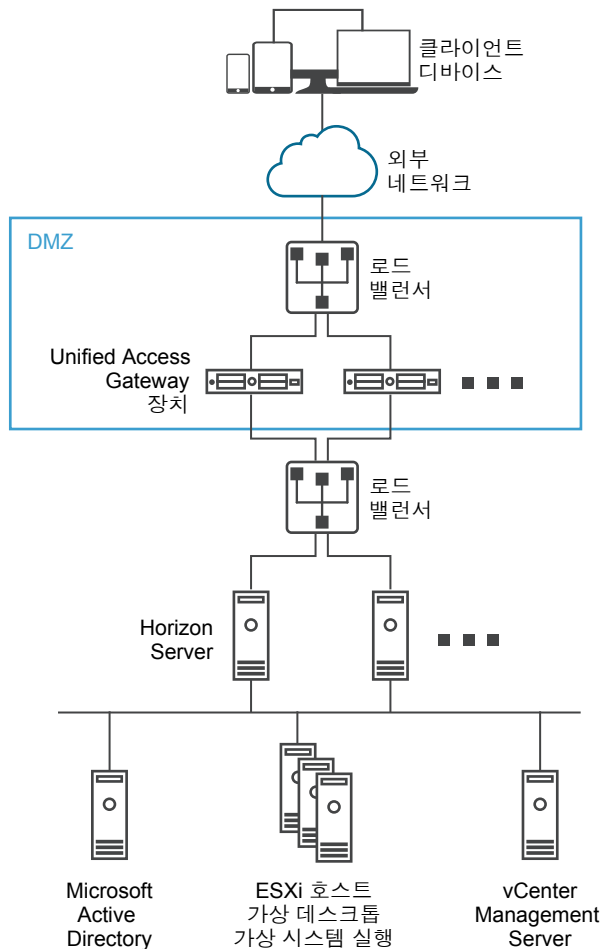 클라이언트
디바이스
외부
네트워크
DMZ
로드
밸런서
Unified Access
Gateway
장치
로드
밸런서
Horizon
Server
Microsoft
Active
Directory
ESXi 호스트
가상 데스크톱
가상 시스템 실행
vCenter
Management
Server